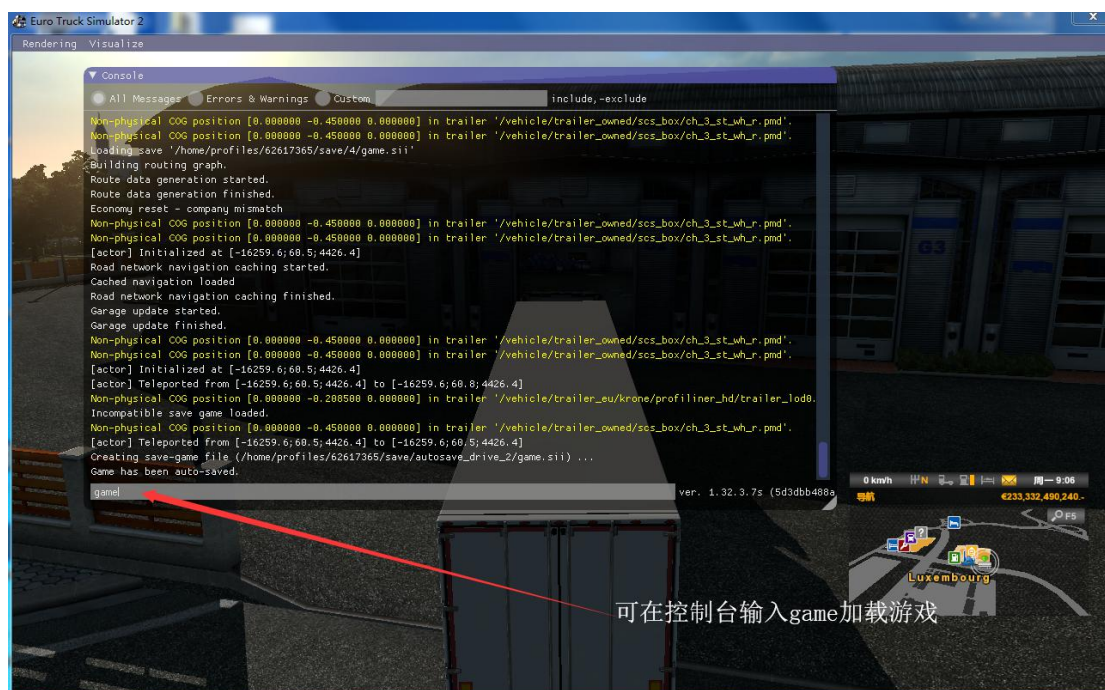 Euro Truck Simulator 2
Rendering Visualize
Console
All Messages Errors & Warnings Custom include,-exclude
Non-physical COG position [0.000000 -0.450000 0.000000] in trailer '/vehicle/trailer_owned/scs_box/ch_3_st_wh_r.pmd'.
Non-physical COG position [0.000000 -0.450000 0.000000] in trailer '/vehicle/trailer_owned/scs_box/ch_3_st_wh_r.pmd'.
Loading save '/home/profiles/62617365/save/4/game.sii'
Building routing graph.
Route data generation started.
Route data generation finished.
Economy reset - company mismatch
Non-physical COG position [0.000000 -0.450000 0.000000] in trailer '/vehicle/trailer_owned/scs_box/ch_3_st_wh_r.pmd'.
Non-physical COG position [0.000000 -0.450000 0.000000] in trailer '/vehicle/trailer_owned/scs_box/ch_3_st_wh_r.pmd'.
[actor] Initialized at [-16259.6;60.5;4426.4]
Road network navigation caching started.
Cached navigation loaded
Road network navigation caching finished.
Garage update started.
Garage update finished.
Non-physical COG position [0.000000 -0.450000 0.000000] in trailer '/vehicle/trailer_owned/scs_box/ch_3_st_wh_r.pmd'.
Non-physical COG position [0.000000 -0.450000 0.000000] in trailer '/vehicle/trailer_owned/scs_box/ch_3_st_wh_r.pmd'.
[actor] Initialized at [-16259.6;60.5;4426.4]
[actor] Teleported from [-16259.6;60.5;4426.4] to [-16259.6;60.8;4426.4]
Non-physical COG position [0.000000 -0.208500 0.000000] in trailer '/vehicle/trailer_eu/krone/profiliner_hd/trailer_lod0.
Incompatible save game loaded.
Non-physical COG position [0.000000 -0.450000 0.000000] in trailer '/vehicle/trailer_owned/scs_box/ch_3_st_wh_r.pmd'.
[actor] Teleported from [-16259.6;60.5;4426.4] to [-16259.6;60.5;4426.4]
Creating save-game file (/home/profiles/62617365/save/autosave_drive_2/game.sii) ...
Game has been auto-saved.
game
ver. 1.32.3.7s (5d3dbb488a
G3
0 km/h N 周一 9:06
导航 €233,332,490,240.-
F5
Luxembourg
可在控制台输入game加载游戏